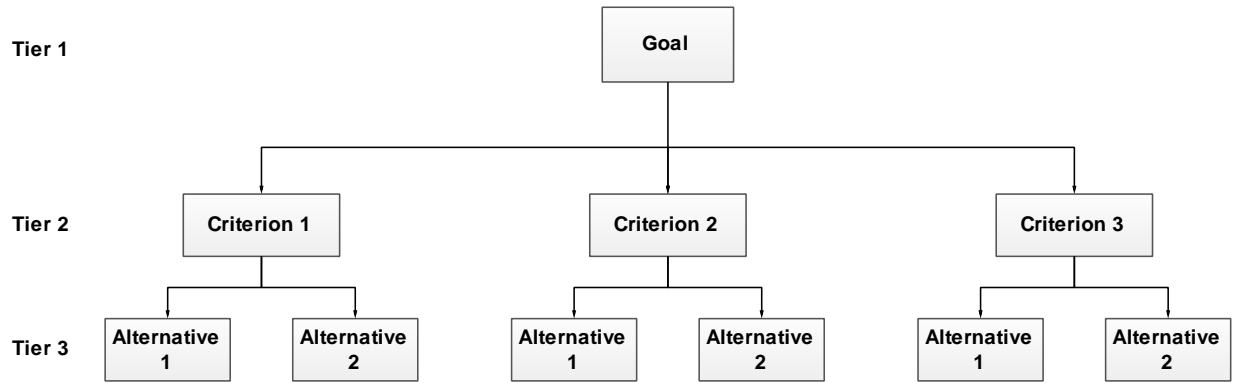 Tier 1
Goal
Tier 2
Criterion 1
Criterion 2
Criterion 3
Tier 3
Alternative
1
Alternative
2
Alternative
1
Alternative
2
Alternative
1
Alternative
2